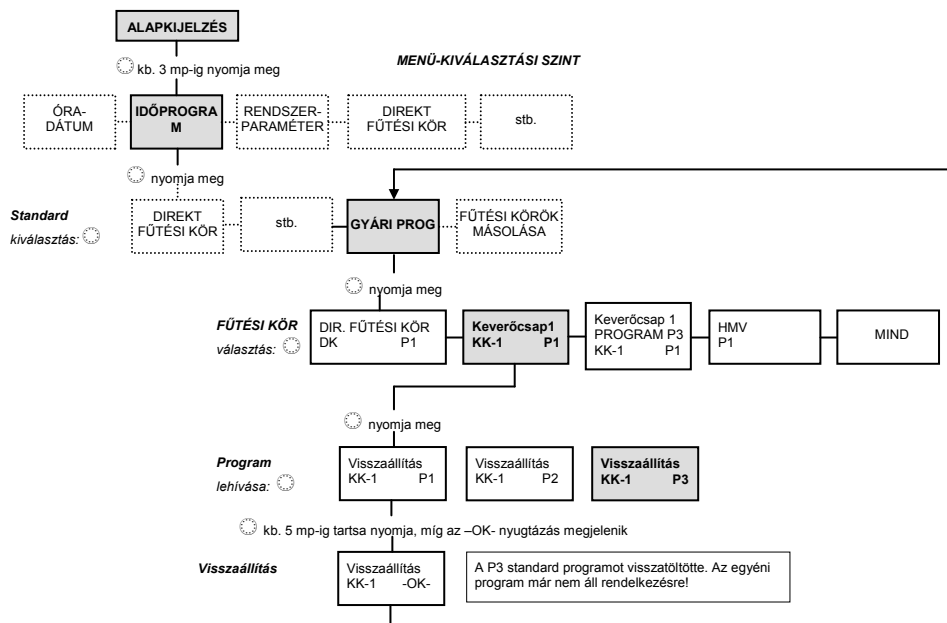 ALAPKIJELZÉS
kb. 3 mp-ig nyomja meg
MENÜ-KIVÁLASZTÁSI SZINT
ÓRA-
DÁTUM
IDŐPROGRA
M
RENDSZER-
PARAMÉTER
DIREKT
FŰTÉSI KÖR
stb.
nyomja meg
Standard
kiválasztás:
DIREKT
FŰTÉSI KÖR
stb.
GYÁRI PROG
FŰTÉSI KÖRÖK
MÁSOLÁSA
nyomja meg
FŰTÉSI KÖR
választás:
DIR. FŰTÉSI KÖR
DK P1
Keverőcsap1
KK-1 P1
Keverőcsap 1
PROGRAM P3
KK-1 P1
HMV
P1
MIND
nyomja meg
Program
lehívása:
Visszaállítás
KK-1 P1
Visszaállítás
KK-1 P2
Visszaállítás
KK-1 P3
kb. 5 mp-ig tartsa nyomja, míg az –OK- nyugtázás megjelenik
Visszaállítás
Visszaállítás
KK-1 -OK-
A P3 standard programot visszatöltötte. Az egyéni
program már nem áll rendelkezésre!